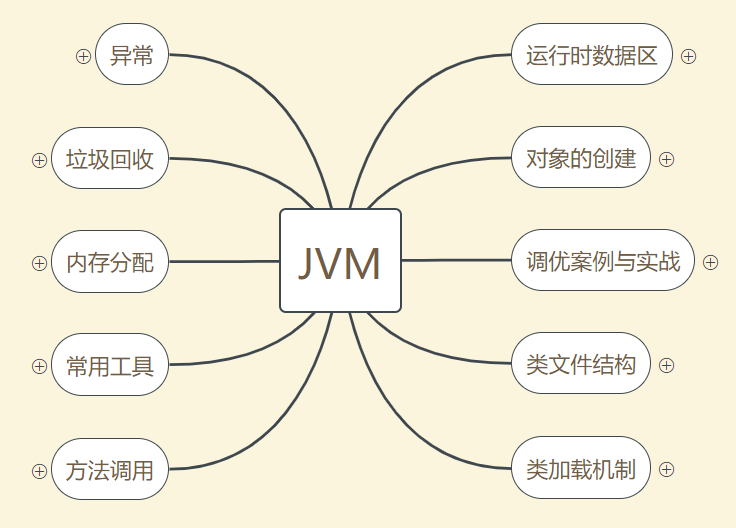 异常
运行时数据区
垃圾回收
对象的创建
JVM
内存分配
调优案例与实战
常用工具
类文件结构
方法调用
类加载机制